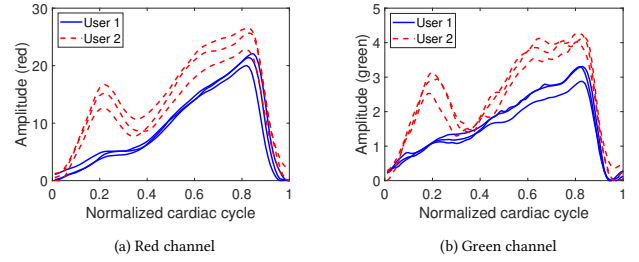 30
20
10
0
Amplitude (red)
User 1
User 2
0 0.2 0.4 0.6 0.8 1
Normalized cardiac cycle
(a) Red channel
5
4
3
2
1
0
Amplitude (green)
User 1
User 2
0 0.2 0.4 0.6 0.8 1
Normalized cardiac cycle
(b) Green channel